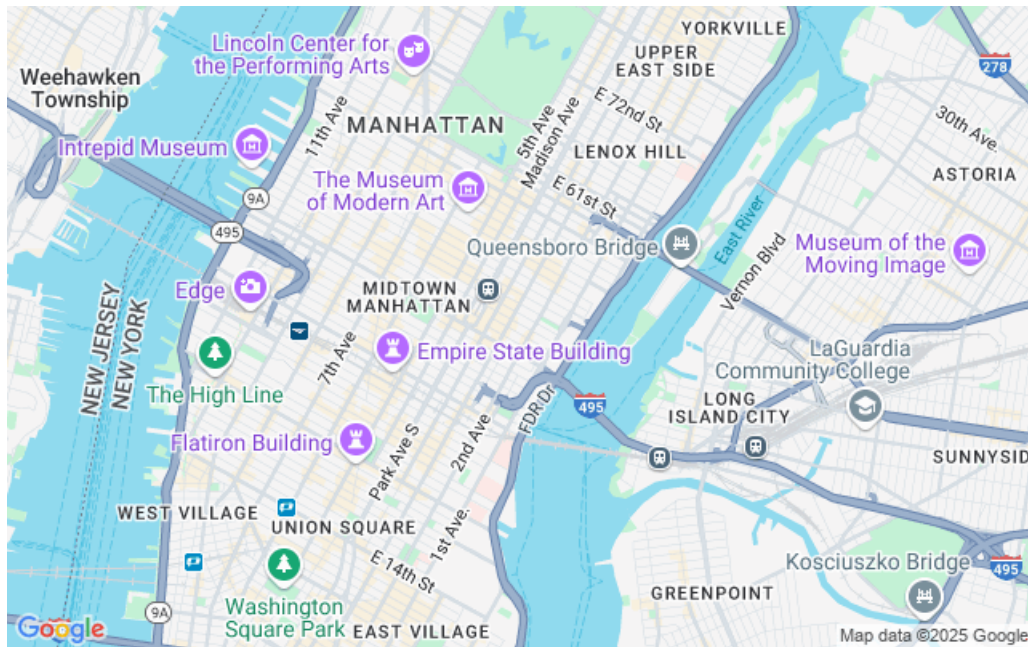 YORKVILLE
Lincoln Center for
the Performing Arts
UPPER
EAST SIDE
278
Weehawken
Township
E 72nd St
11th Ave
5th Ave
Madison Ave
30th Ave.
MANHATTAN
Intrepid Museum
LENOX HILL
ASTORIA
The Museum
of Modern Art
E 61st St
9A
495
East River
Queensboro Bridge
Vernon Blvd
Museum of the
Moving Image
Edge
MIDTOWN
MANHATTAN
NEW JERSEY
NEW YORK
7th Ave
Empire State Building
LaGuardia
Community College
The High Line
FDR Dr
495
LONG
ISLAND CITY
Flatiron Building
Park Ave S
2nd Ave
SUNNYSID
WEST VILLAGE
UNION SQUARE
1st Ave.
E 14th St
Kosciuszko Bridge
495
GREENPOINT
9A
Washington
Square Park
EAST VILLAGE
Google
Map data ©2025 Google